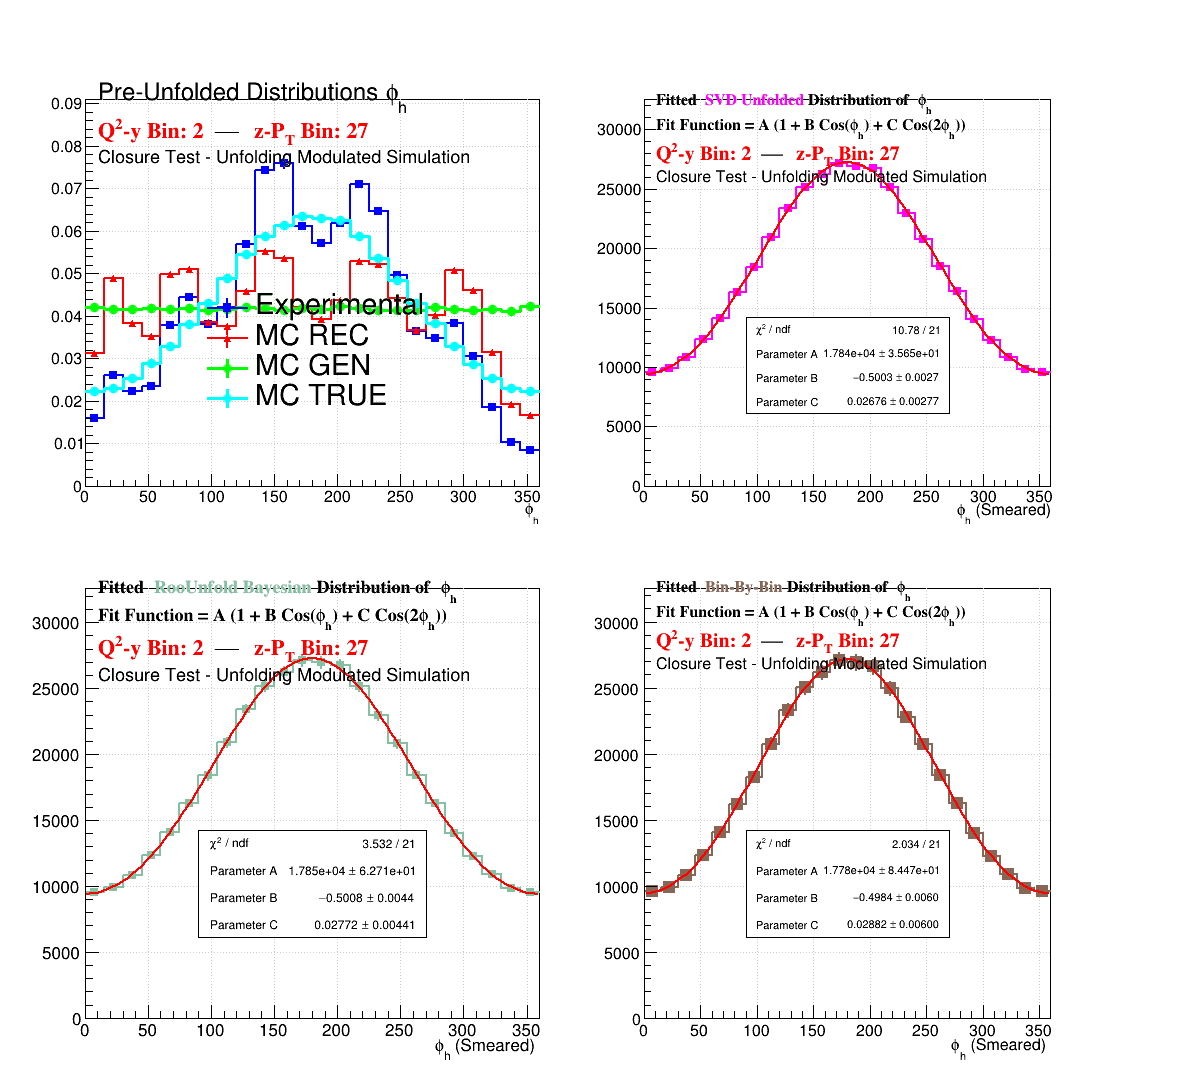 Pre-Unfolded Distributions ϕh
Q²-y Bin: 2 — z-PT Bin: 27
Closure Test - Unfolding Modulated Simulation
0.09
0.08
0.07
0.06
0.05
0.04
0.03
0.02
0.01
0
Experimental
MC REC
MC GEN
MC TRUE
0 50 100 150 200 250 300 350
ϕh
Fitted SVD Unfolded Distribution of ϕh
Fit Function = A (1 + B Cos(ϕh) + C Cos(2ϕh))
Q²-y Bin: 2 — z-PT Bin: 27
Closure Test - Unfolding Modulated Simulation
30000
25000
20000
15000
10000
5000
0
χ² / ndf 10.78 / 21
Parameter A 1.784e+04 ± 3.565e+01
Parameter B −0.5003 ± 0.0027
Parameter C 0.02676 ± 0.00277
0 50 100 150 200 250 300 350
ϕh (Smeared)
Fitted RooUnfold Bayesian Distribution of ϕh
Fit Function = A (1 + B Cos(ϕh) + C Cos(2ϕh))
Q²-y Bin: 2 — z-PT Bin: 27
Closure Test - Unfolding Modulated Simulation
30000
25000
20000
15000
10000
5000
0
χ² / ndf 3.532 / 21
Parameter A 1.785e+04 ± 6.271e+01
Parameter B −0.5008 ± 0.0044
Parameter C 0.02772 ± 0.00441
0 50 100 150 200 250 300 350
ϕh (Smeared)
Fitted Bin-By-Bin Distribution of ϕh
Fit Function = A (1 + B Cos(ϕh) + C Cos(2ϕh))
Q²-y Bin: 2 — z-PT Bin: 27
Closure Test - Unfolding Modulated Simulation
30000
25000
20000
15000
10000
5000
0
χ² / ndf 2.034 / 21
Parameter A 1.778e+04 ± 8.447e+01
Parameter B −0.4984 ± 0.0060
Parameter C 0.02882 ± 0.00600
0 50 100 150 200 250 300 350
ϕh (Smeared)